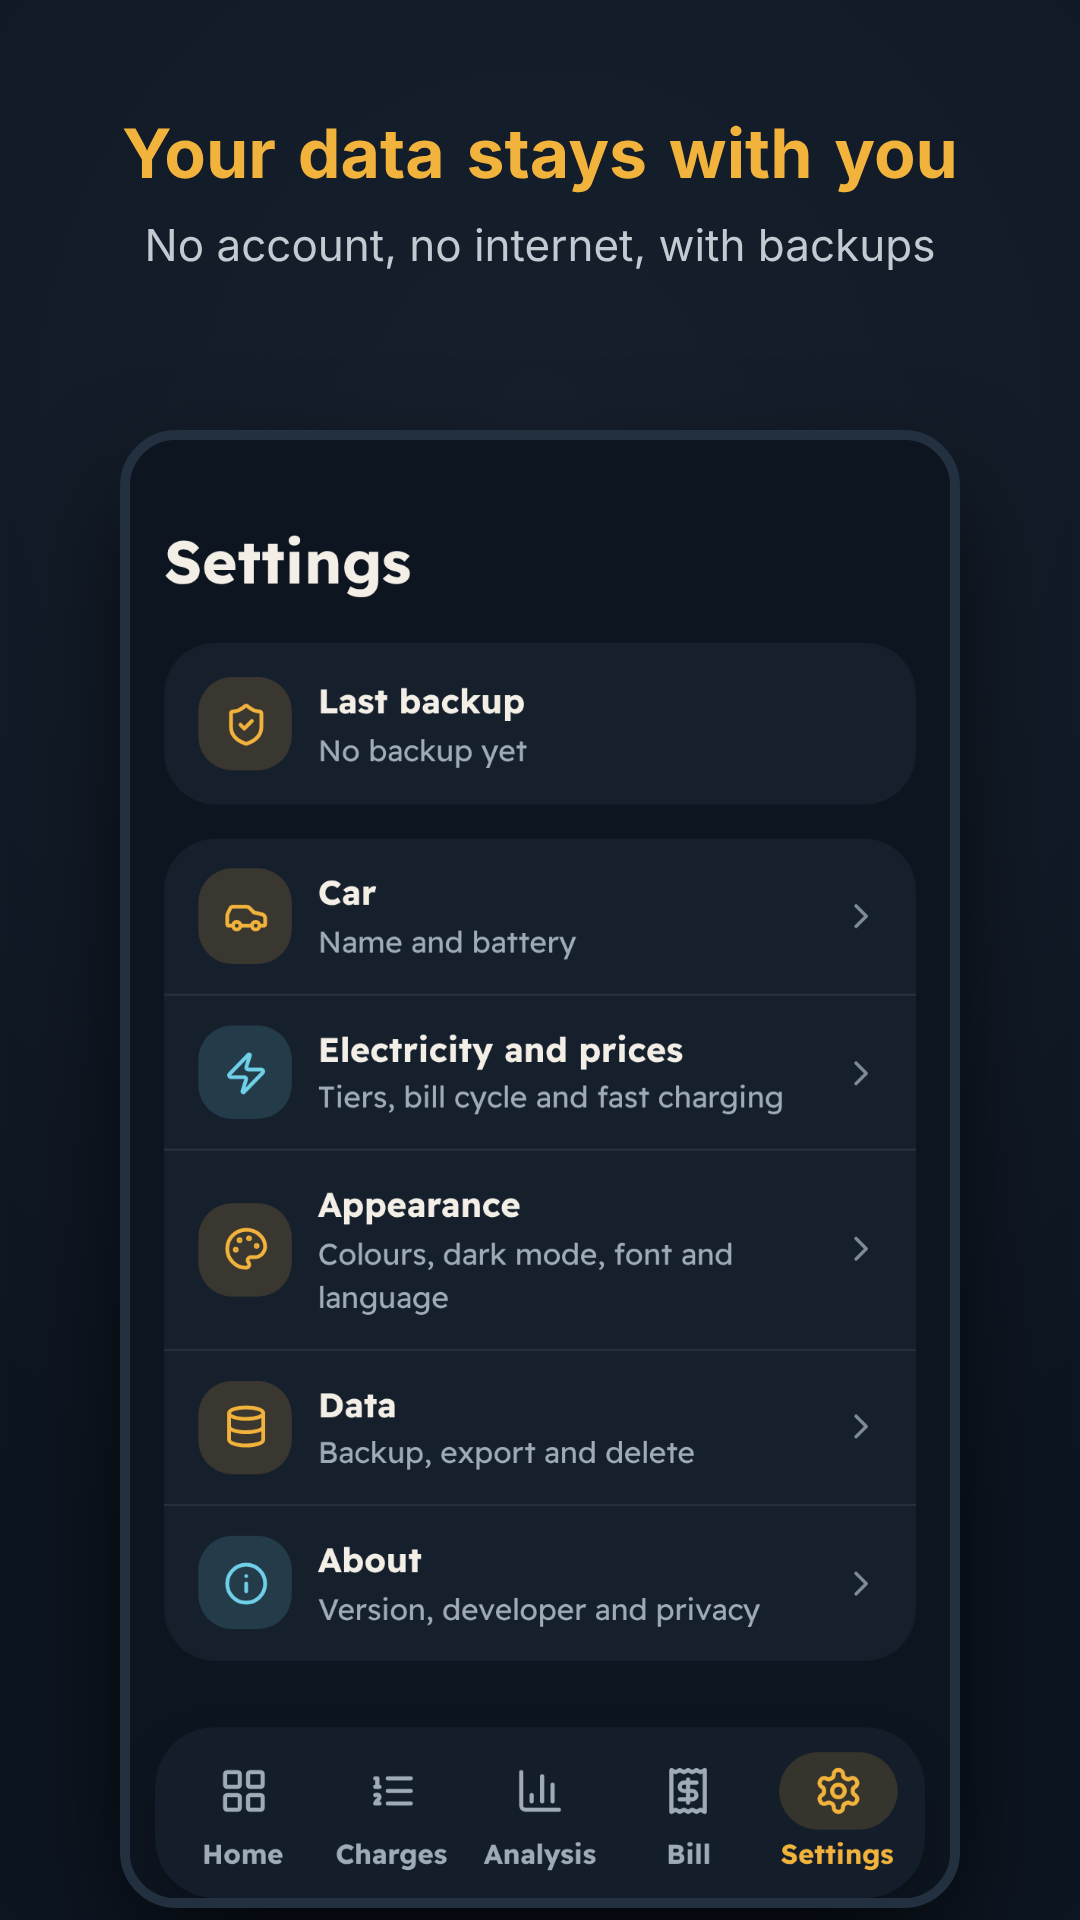 Your data stays with you
No account, no internet, with backups
Settings
Last backup
No backup yet
Car
Name and battery
Electricity and prices
Tiers, bill cycle and fast charging
Appearance
Colours, dark mode, font and
language
Data
Backup, export and delete
About
Version, developer and privacy
Home
Charges
Analysis
Bill
Settings